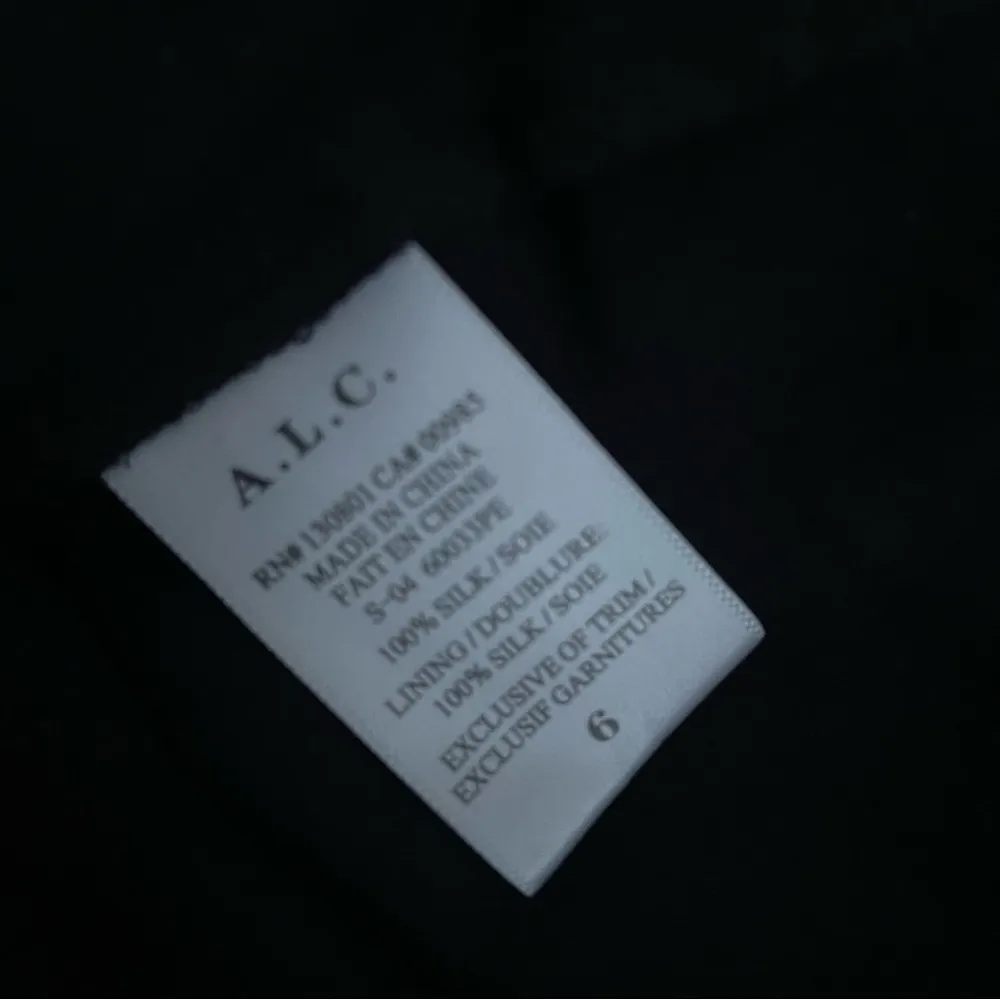 A.L.C.
RN# 130801 CA# 00985
MADE IN CHINA
FAIT EN CHINE
S-04 60033PE
100% SILK / SOIE
LINING / DOUBLURE:
100% SILK / SOIE
EXCLUSIVE OF TRIM /
EXCLUSIF GARNITURES
6